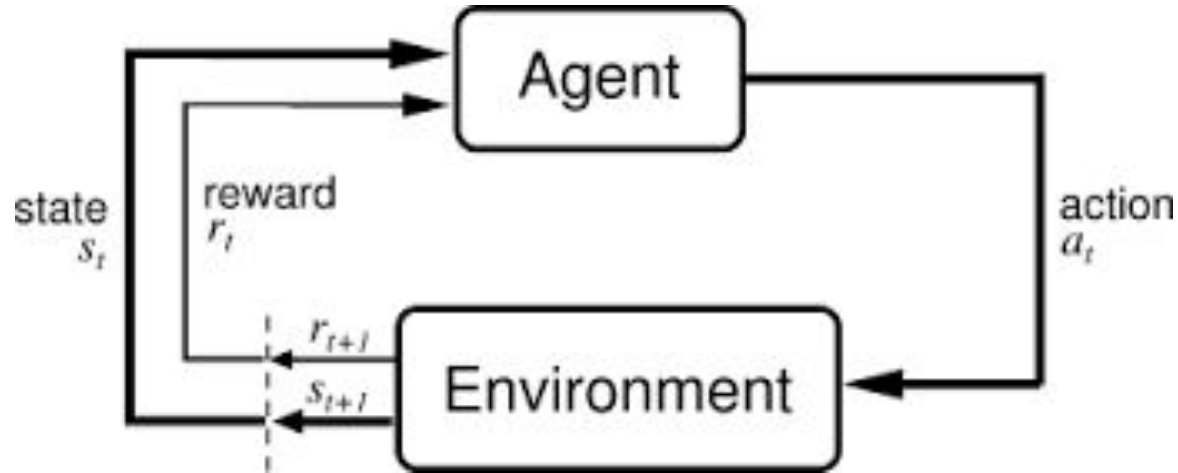 Agent
state
s_t
reward
r_t
action
a_t
r_{t+1}
s_{t+1}
Environment